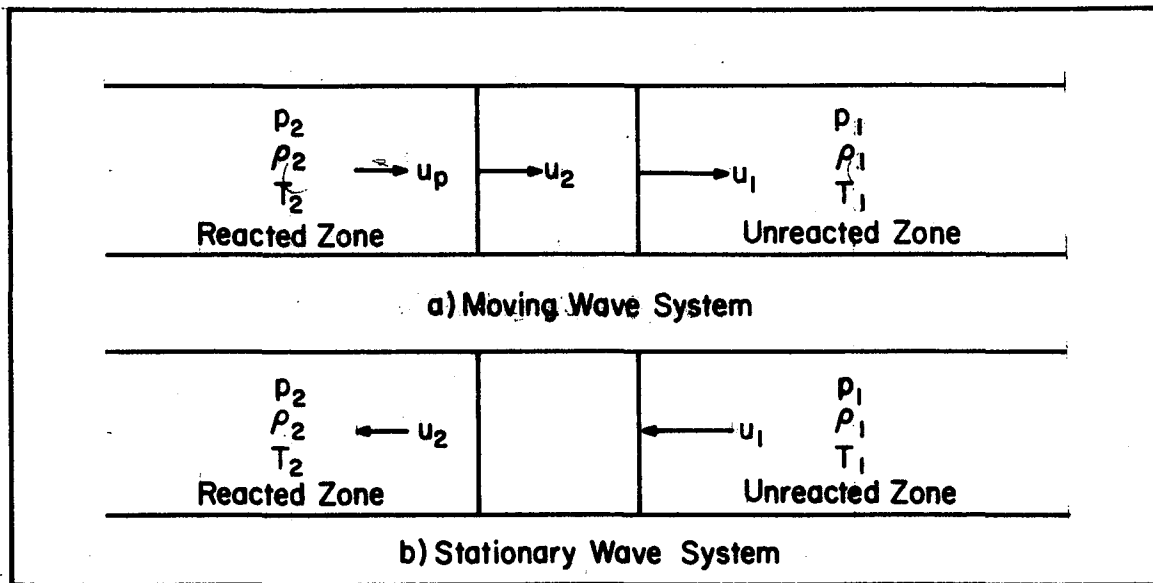 p₂
ρ₂ u_p u₂ u₁
T₂
Reacted Zone
p₁
ρ₁
T₁
Unreacted Zone
a) Moving Wave System
p₂
ρ₂ u₂
T₂
Reacted Zone
p₁
u₁ ρ₁
T₁
Unreacted Zone
b) Stationary Wave System